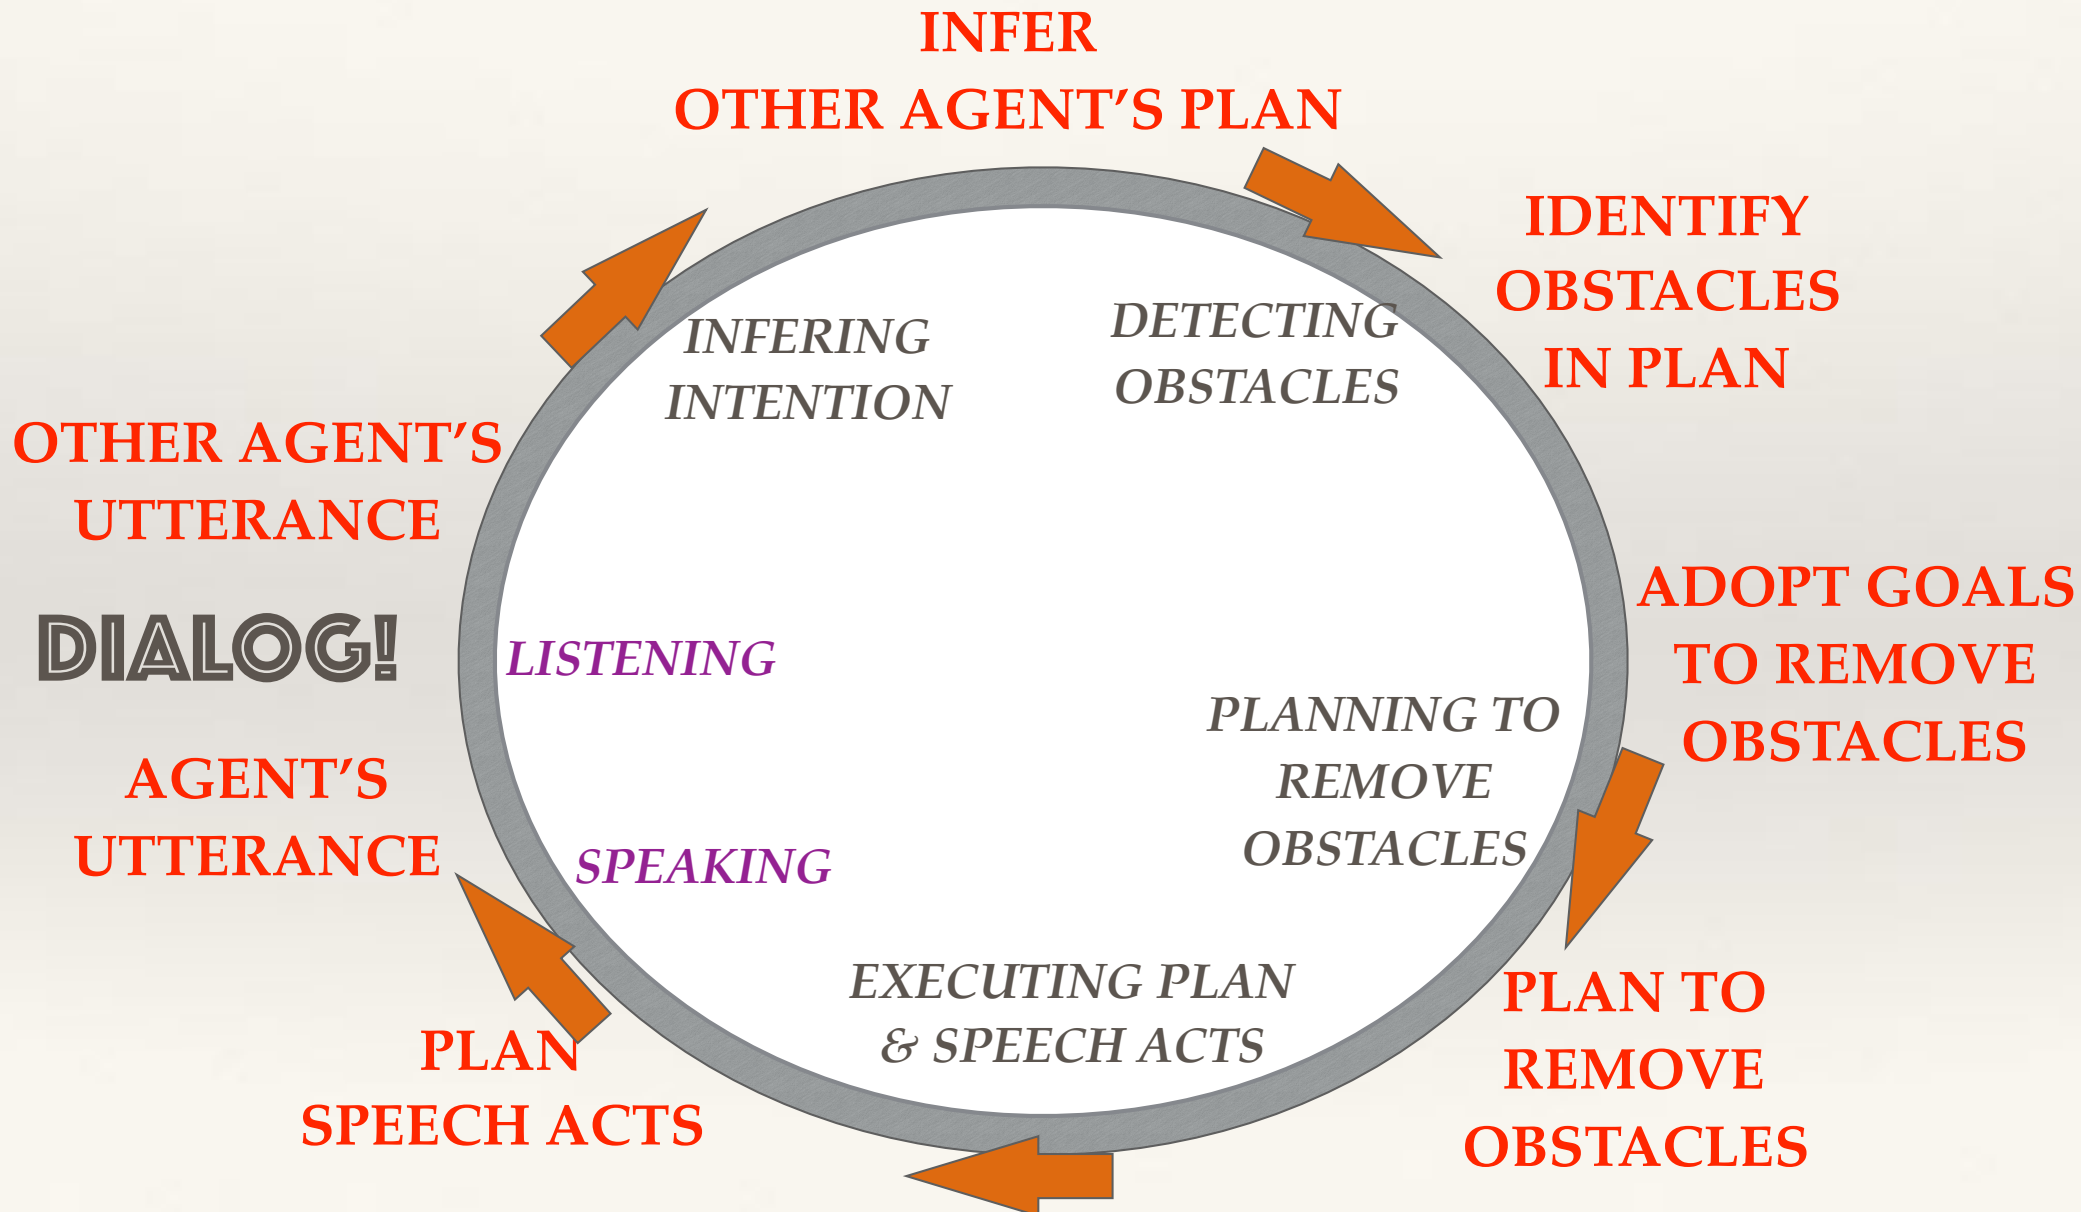 INFER
OTHER AGENT’S PLAN
IDENTIFY
OBSTACLES
IN PLAN
INFERING
INTENTION
DETECTING
OBSTACLES
OTHER AGENT’S
UTTERANCE
DIALOG!
LISTENING
ADOPT GOALS
TO REMOVE
OBSTACLES
PLANNING TO
REMOVE
OBSTACLES
AGENT’S
UTTERANCE
SPEAKING
EXECUTING PLAN
& SPEECH ACTS
PLAN TO
REMOVE
OBSTACLES
PLAN
SPEECH ACTS